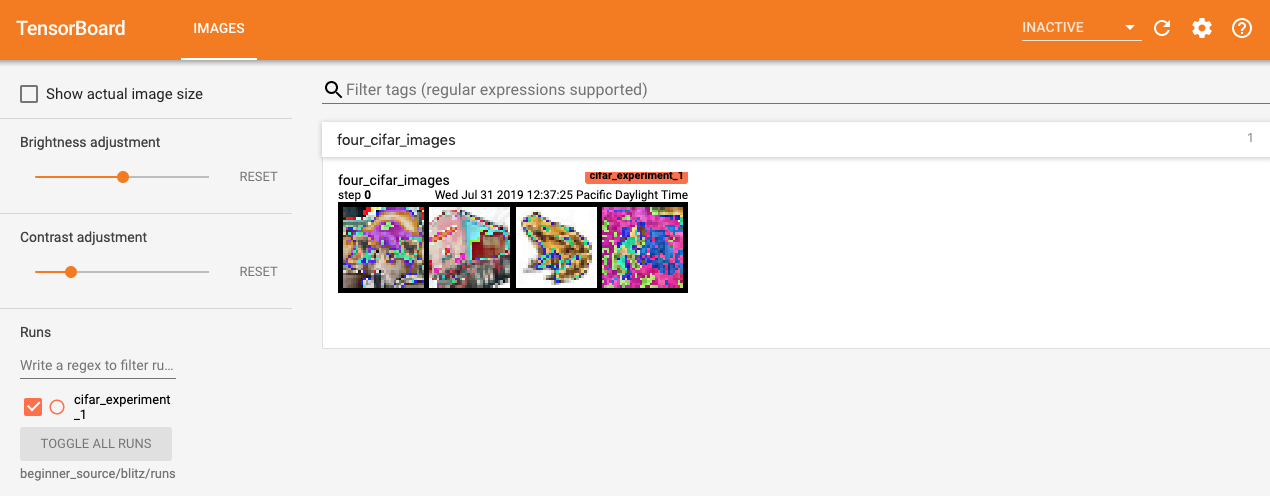 TensorBoard
IMAGES
INACTIVE
Show actual image size
Brightness adjustment
RESET
Contrast adjustment
RESET
Runs
Write a regex to filter ru...
cifar_experiment
_1
TOGGLE ALL RUNS
beginner_source/blitz/runs
Filter tags (regular expressions supported)
four_cifar_images
1
four_cifar_images
cifar_experiment_1
step 0
Wed Jul 31 2019 12:37:25 Pacific Daylight Time